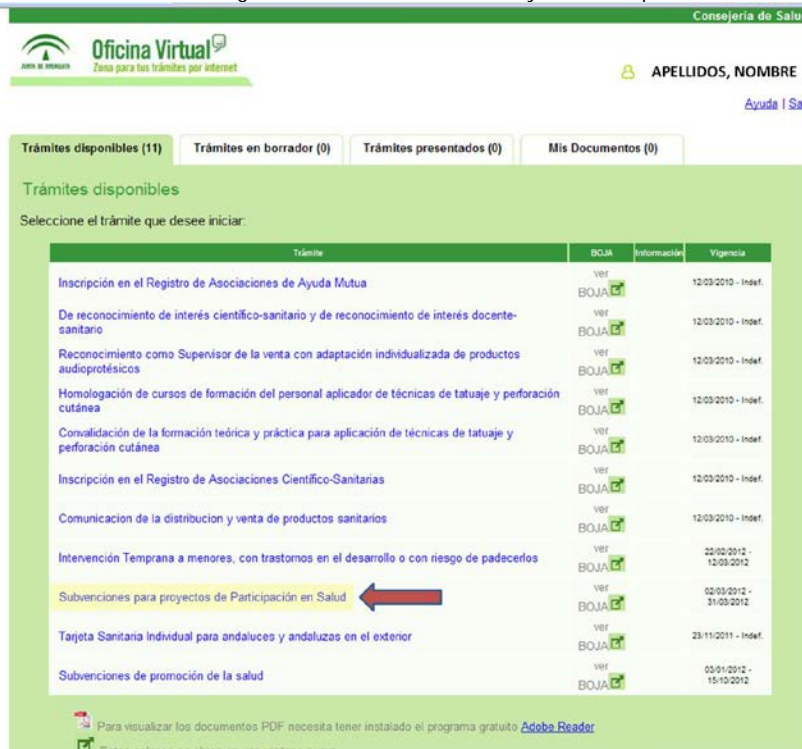 Consejería de Salu
Oficina Virtual
Zona para tus trámites por internet
JUNTA DE ANDALUCIA
APELLIDOS, NOMBRE
Ayuda | Sa
Trámites disponibles (11) Trámites en borrador (0) Trámites presentados (0) Mis Documentos (0)
Trámites disponibles
Seleccione el trámite que desee iniciar:
Trámite BOJA Información Vigencia
Inscripción en el Registro de Asociaciones de Ayuda Mutua ver BOJA 12/03/2010 - Indef.
De reconocimiento de interés científico-sanitario y de reconocimiento de interés docente-
sanitario ver BOJA 12/03/2010 - Indef.
Reconocimiento como Supervisor de la venta con adaptación individualizada de productos
audioprotésicos ver BOJA 12/03/2010 - Indef.
Homologación de cursos de formación del personal aplicador de técnicas de tatuaje y perforación
cutánea ver BOJA 12/03/2010 - Indef.
Convalidación de la formación teórica y práctica para aplicación de técnicas de tatuaje y
perforación cutánea ver BOJA 12/03/2010 - Indef.
Inscripción en el Registro de Asociaciones Científico-Sanitarias ver BOJA 12/03/2010 - Indef.
Comunicacion de la distribucion y venta de productos sanitarios ver BOJA 12/03/2010 - Indef.
Intervención Temprana a menores, con trastornos en el desarrollo o con riesgo de padecerlos ver BOJA 22/02/2012 - 12/03/2012
Subvenciones para proyectos de Participación en Salud ver BOJA 02/03/2012 - 31/03/2012
Tarjeta Sanitaria Individual para andaluces y andaluzas en el exterior ver BOJA 23/11/2011 - Indef.
Subvenciones de promoción de la salud ver BOJA 03/01/2012 - 15/10/2012
Para visualizar los documentos PDF necesita tener instalado el programa gratuito Adobe Reader